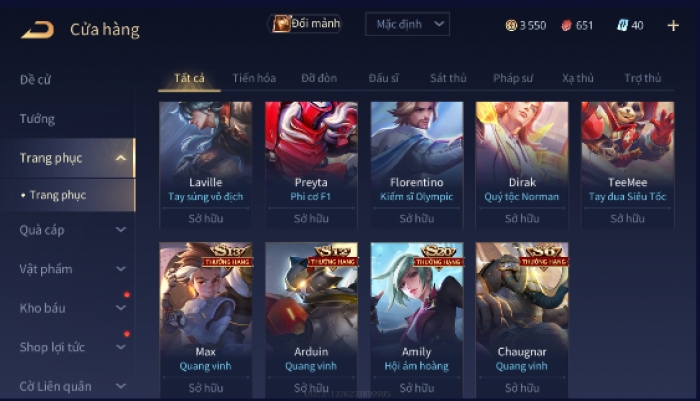 Cửa hàng
Đổi mảnh
Mặc định
3 550
651
40
+
Đề cử
Tướng
Trang phục
• Trang phục
Quà cáp
Vật phẩm
Kho báu
Shop lợi tức
Cờ Liên quân
Tất cả Tiến hóa Đỡ đòn Đấu sĩ Sát thủ Pháp sư Xạ thủ Trợ thủ
Laville Preyta Florentino Dirak TeeMee
Tay súng vô địch Phi cơ F1 Kiếm sĩ Olympic Quý tộc Norman Tay đua Siêu Tốc
Sở hữu Sở hữu Sở hữu Sở hữu Sở hữu
THƯỞNG HẠNG THƯỞNG HẠNG THƯỞNG HẠNG THƯỞNG HẠNG
Max Arduin Amily Chaugnar
Quang vinh Quang vinh Hội ám hoàng Quang vinh
Sở hữu Sở hữu Sở hữu Sở hữu